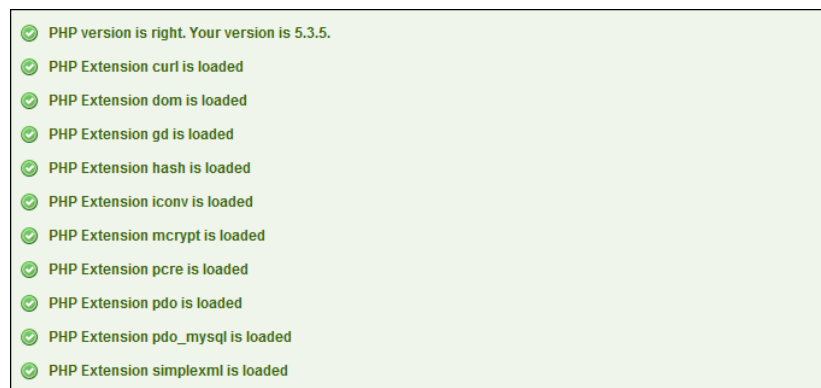 PHP version is right. Your version is 5.3.5.
PHP Extension curl is loaded
PHP Extension dom is loaded
PHP Extension gd is loaded
PHP Extension hash is loaded
PHP Extension iconv is loaded
PHP Extension mcrypt is loaded
PHP Extension pcre is loaded
PHP Extension pdo is loaded
PHP Extension pdo_mysql is loaded
PHP Extension simplexml is loaded